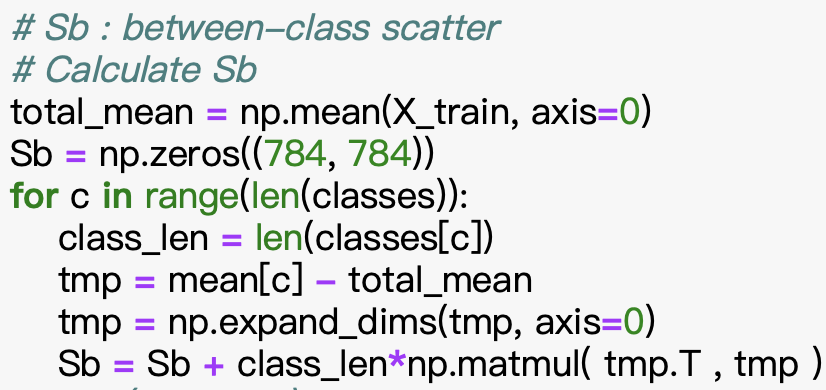 # Sb : between-class scatter
# Calculate Sb
total_mean = np.mean(X_train, axis=0)
Sb = np.zeros((784, 784))
for c in range(len(classes)):
    class_len = len(classes[c])
    tmp = mean[c] - total_mean
    tmp = np.expand_dims(tmp, axis=0)
    Sb = Sb + class_len*np.matmul( tmp.T , tmp )